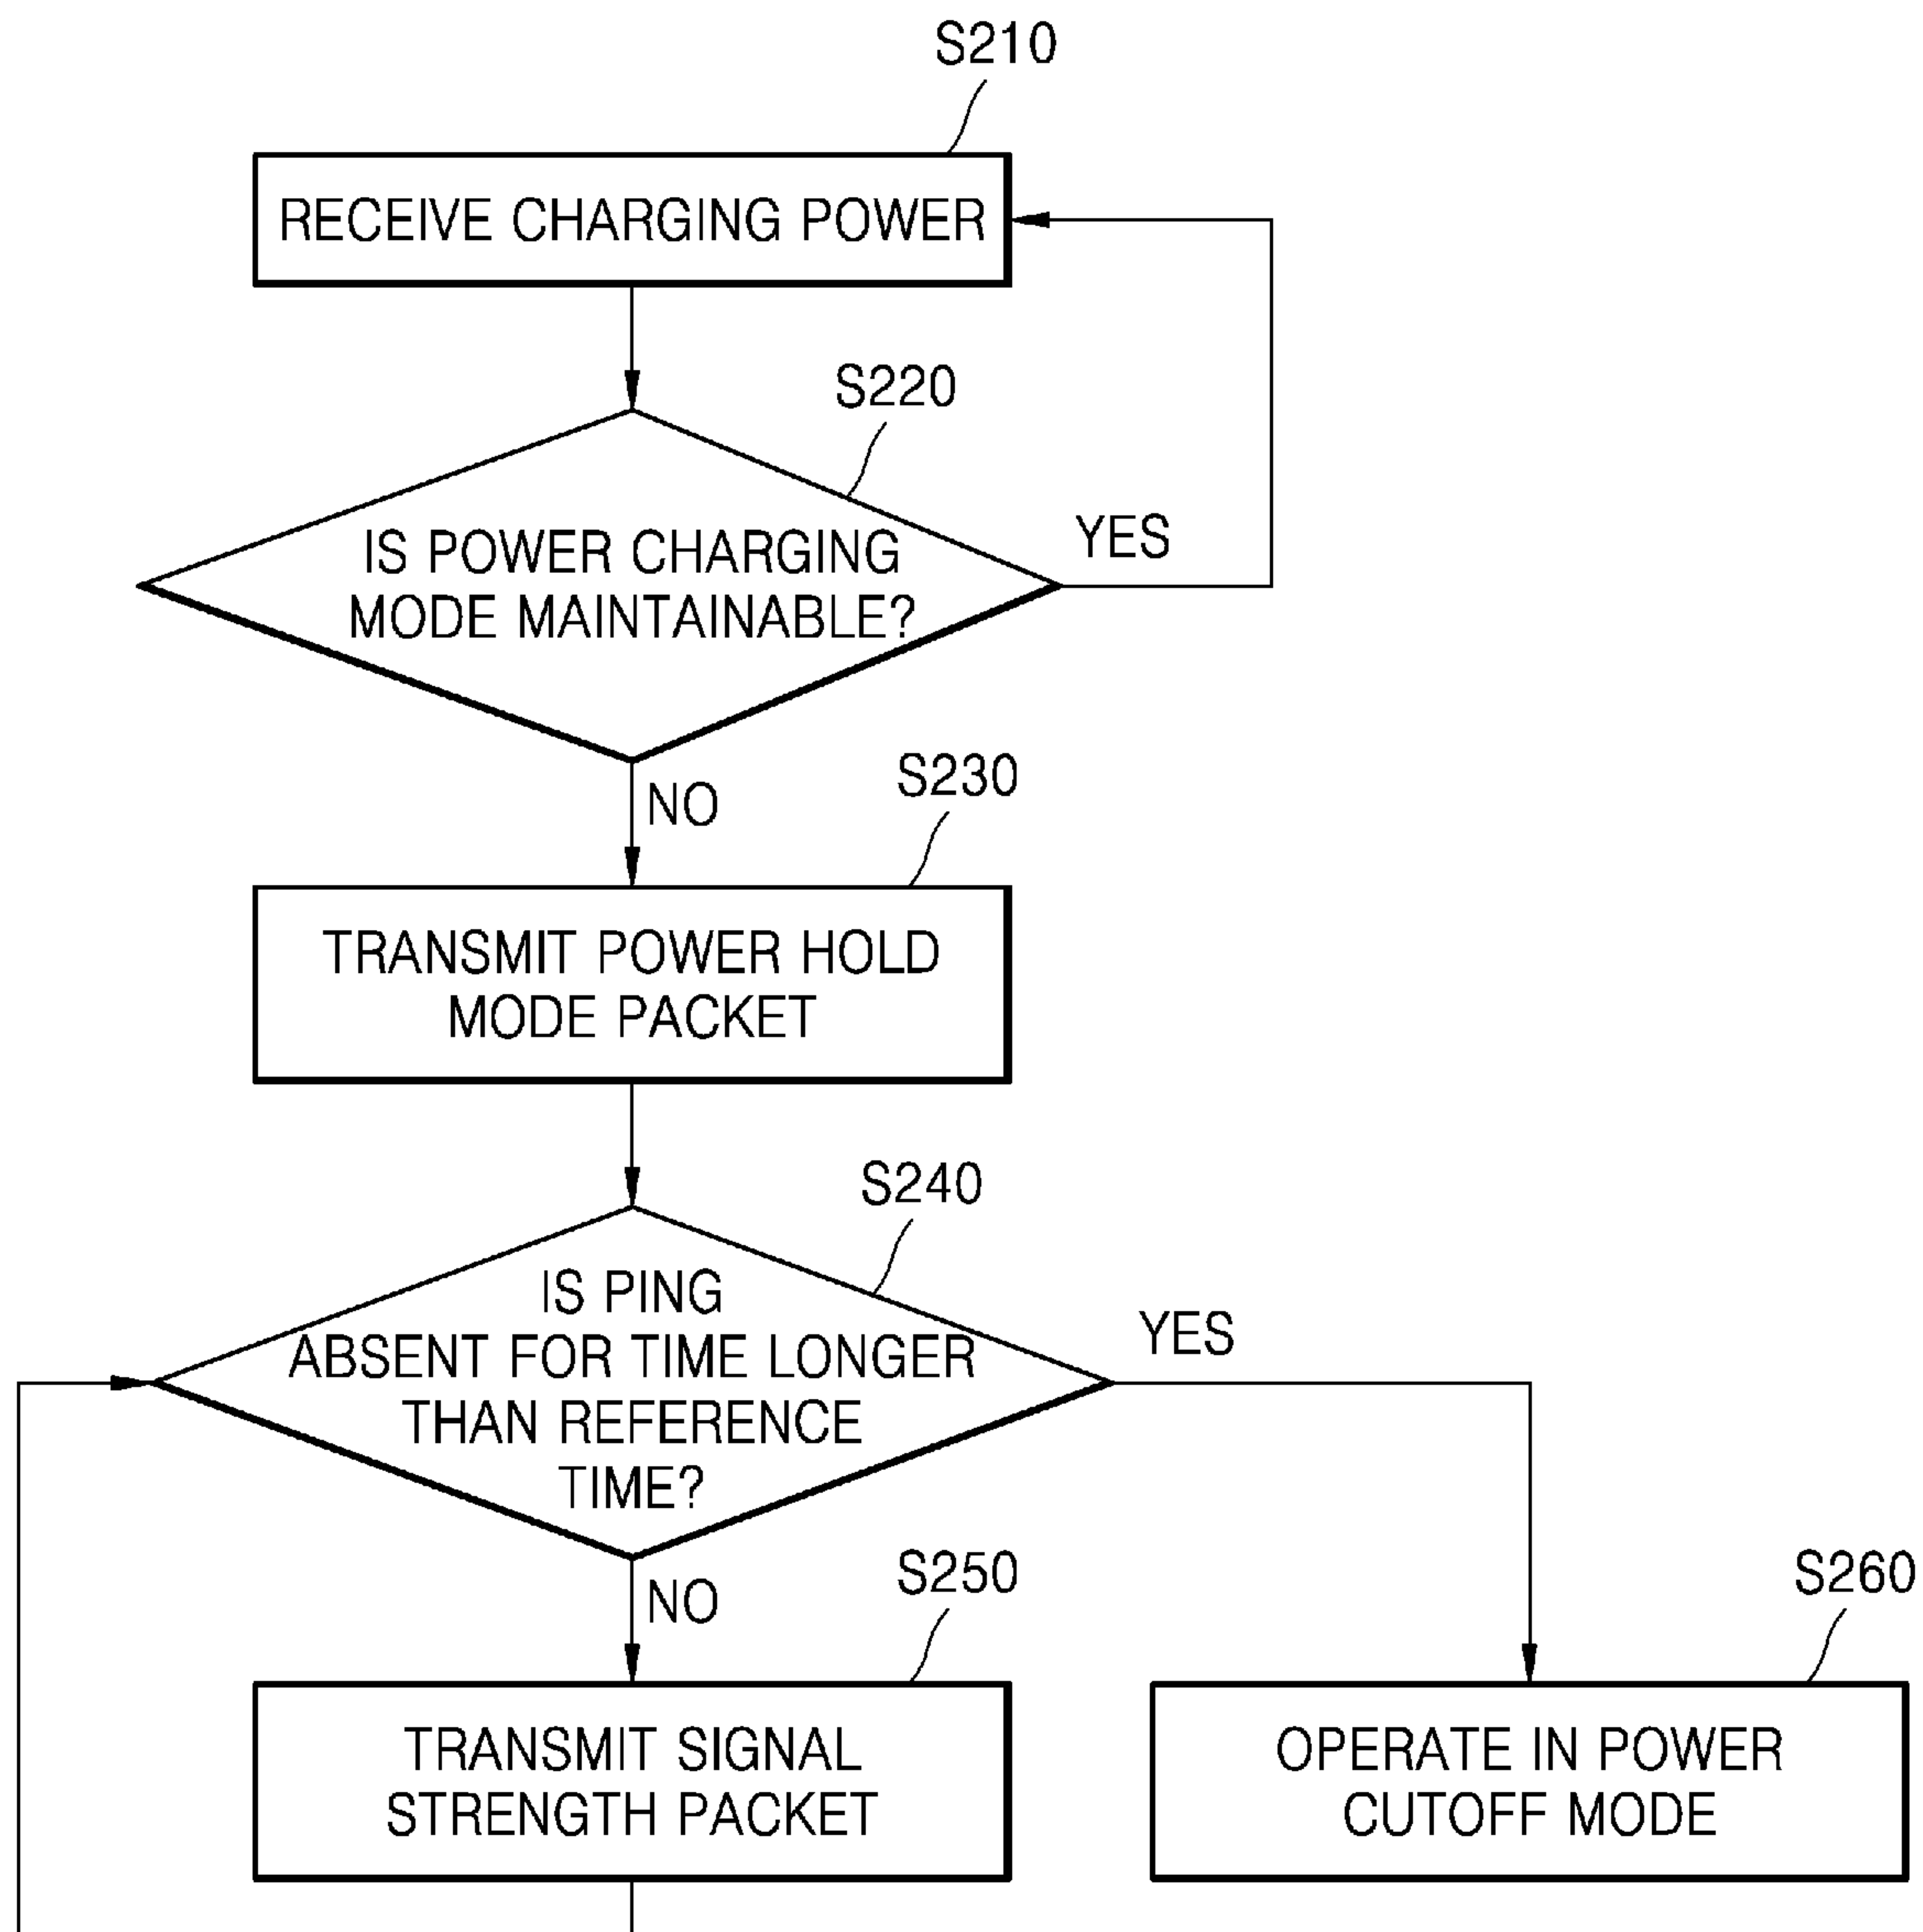 S210
RECEIVE CHARGING POWER
S220
IS POWER CHARGING
MODE MAINTAINABLE?
YES
NO
S230
TRANSMIT POWER HOLD
MODE PACKET
S240
IS PING
ABSENT FOR TIME LONGER
THAN REFERENCE
TIME?
YES
NO
S250
TRANSMIT SIGNAL
STRENGTH PACKET
S260
OPERATE IN POWER
CUTOFF MODE